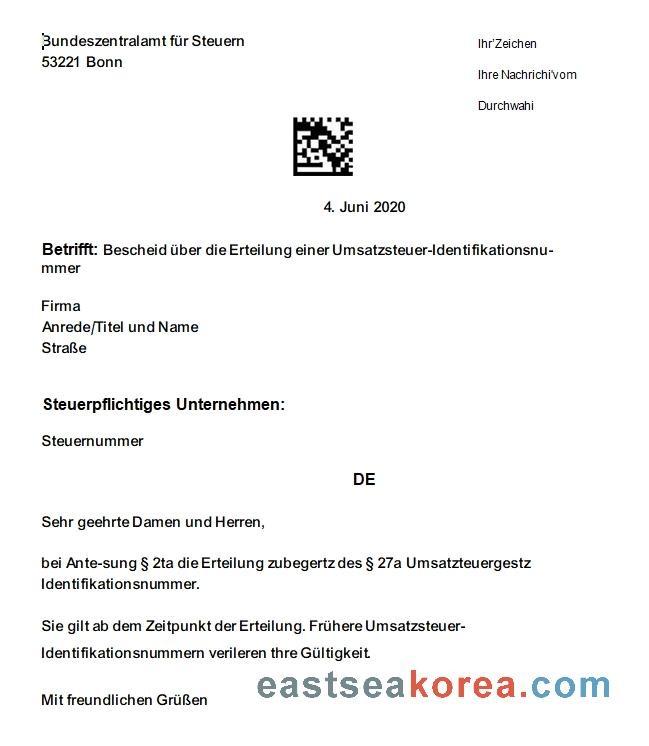 Bundeszentralamt für Steuern
53221 Bonn
Ihr'Zeichen
Ihre Nachrichi'vom
Durchwahi
4. Juni 2020
Betrifft: Bescheid über die Erteilung einer Umsatzsteuer-Identifikationsnu-
mmer
Firma
Anrede/Titel und Name
Straße
Steuerpflichtiges Unternehmen:
Steuernummer
DE
Sehr geehrte Damen und Herren,
bei Ante-sung § 2ta die Erteilung zubegertz des § 27a Umsatzteuergestz
Identifikationsnummer.
Sie gilt ab dem Zeitpunkt der Erteilung. Frühere Umsatzsteuer-
Identifikationsnummern verileren thre Gültigkeit.
eastseakorea.com
Mit freundlichen Grüßen